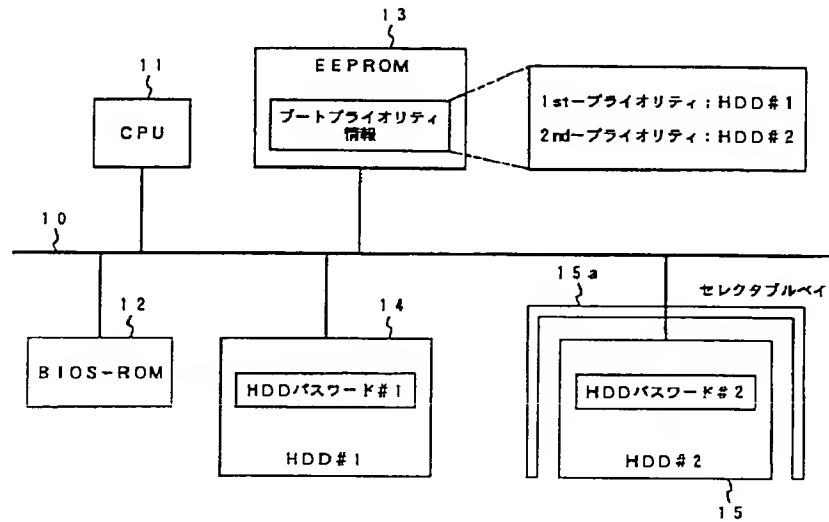 13
EEPROM
11
CPU
ブートプライオリティ
情報
1st-プライオリティ:HDD#1
2nd-プライオリティ:HDD#2
10
15a
セレクタブルベイ
12
BIOS-ROM
14
HDDパスワード#1
HDD#1
HDDパスワード#2
HDD#2
15